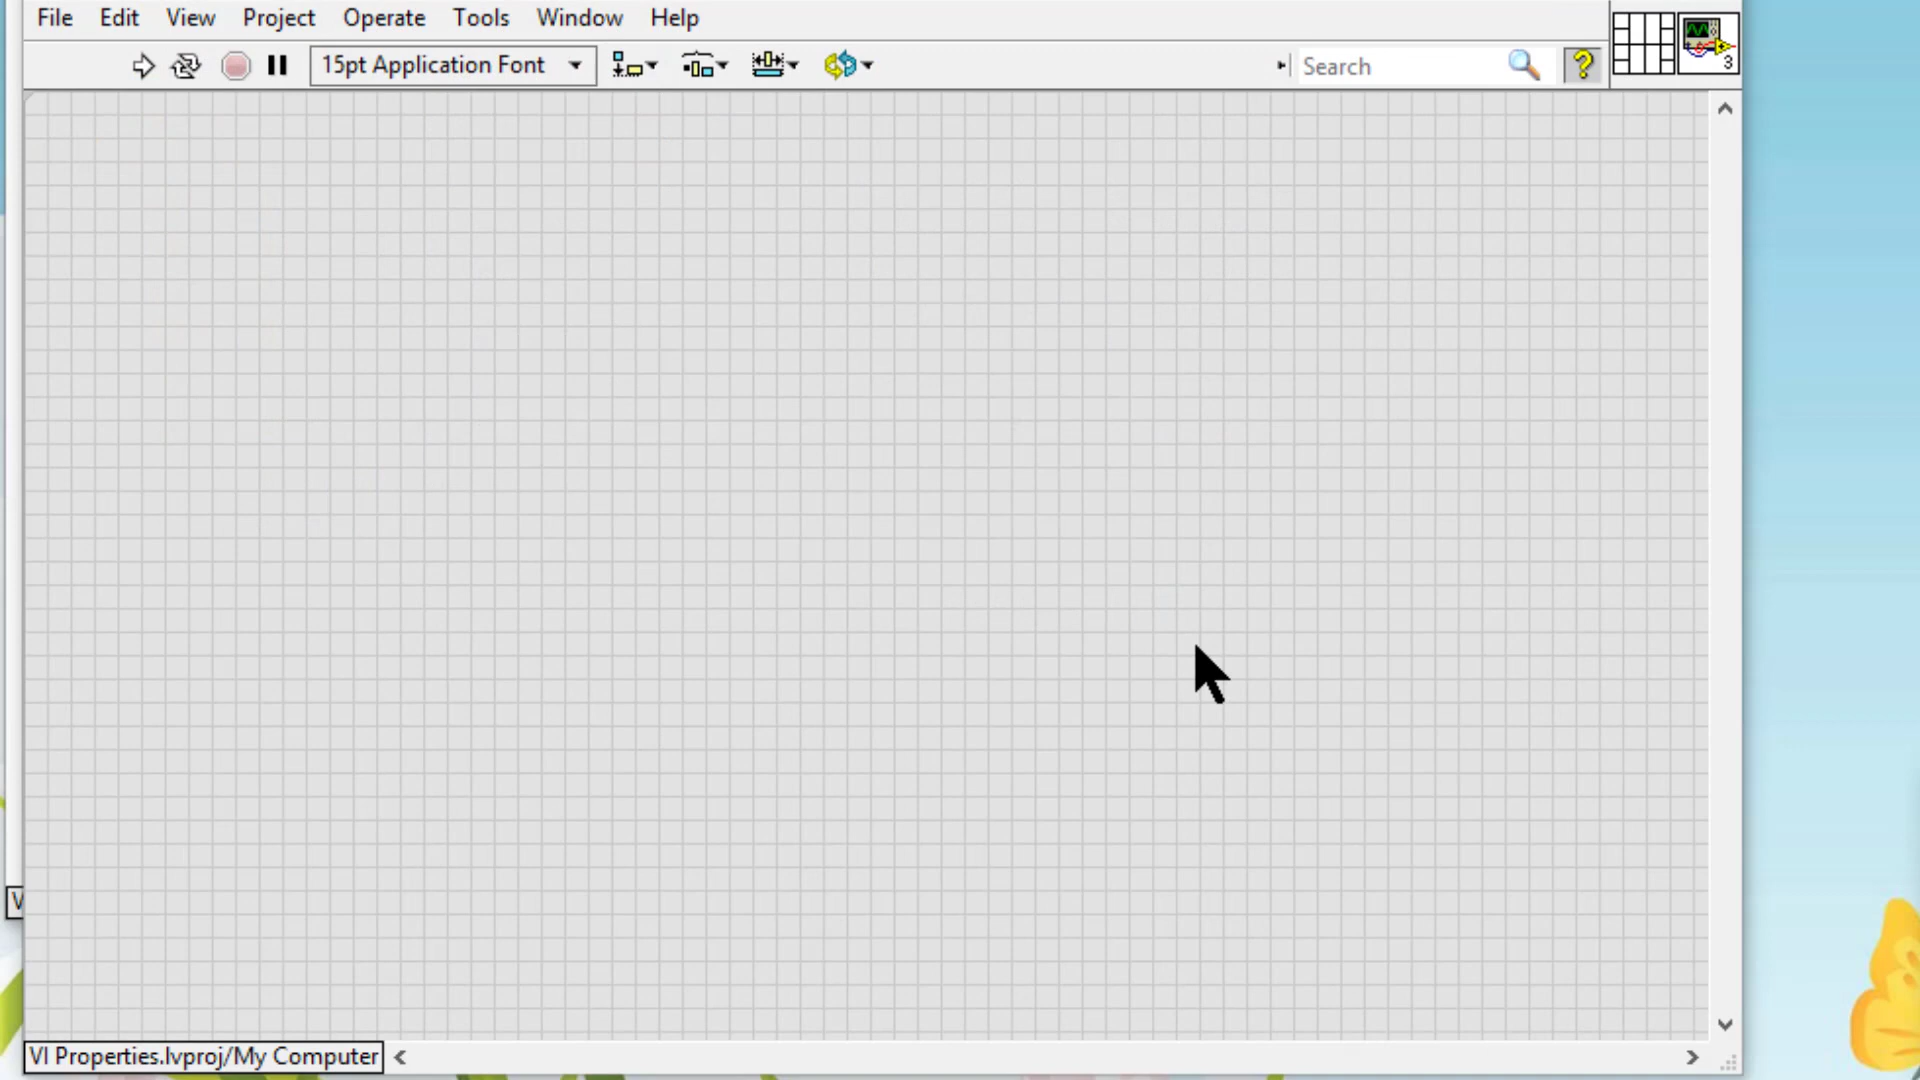 File Edit View Project Operate Tools Window Help
15pt Application Font
Search
?
3
V
VI Properties.lvproj/My Computer